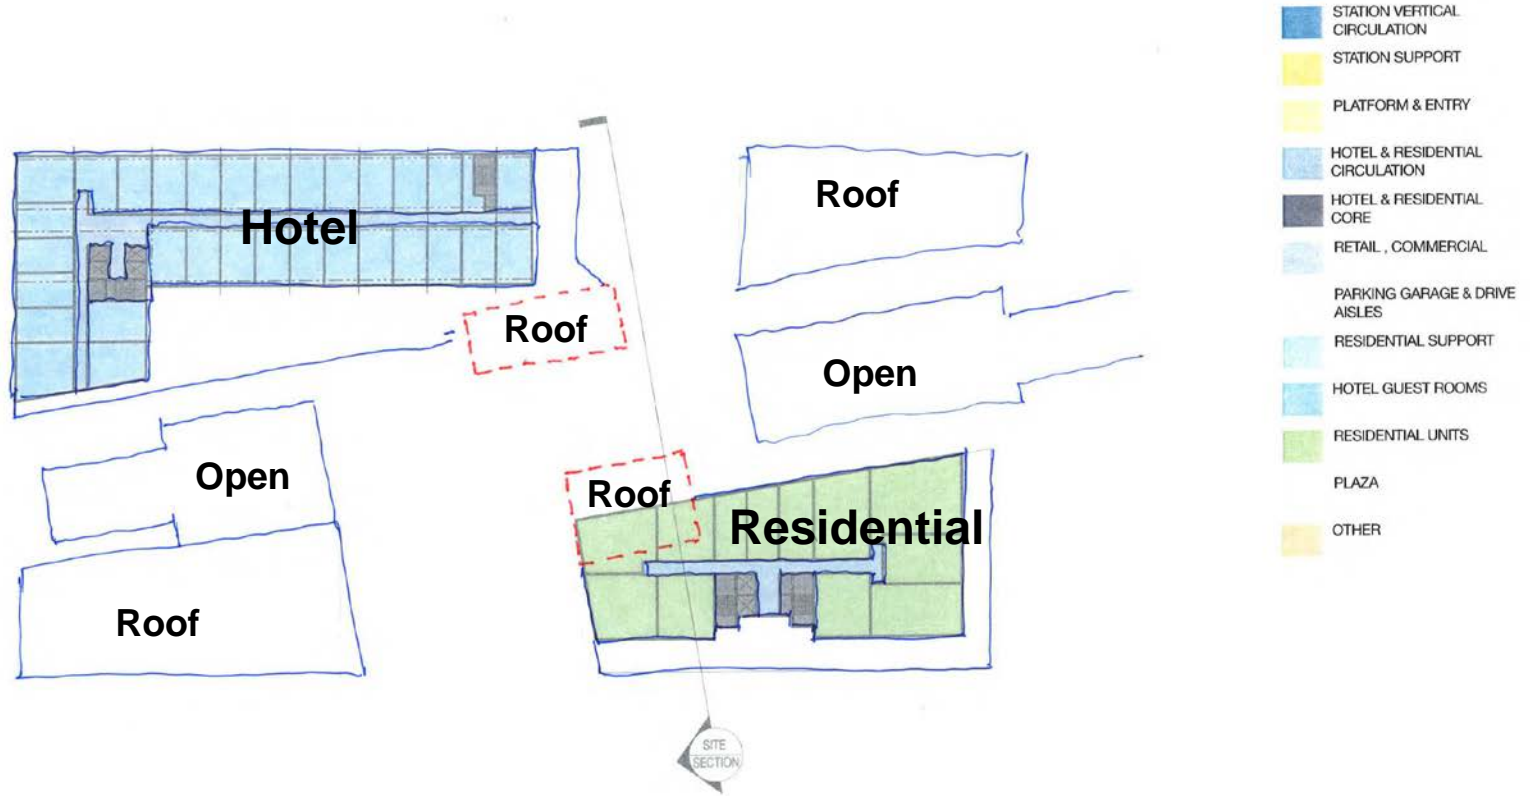 STATION VERTICAL
CIRCULATION
STATION SUPPORT
PLATFORM & ENTRY
HOTEL & RESIDENTIAL
CIRCULATION
HOTEL & RESIDENTIAL
CORE
RETAIL , COMMERCIAL
PARKING GARAGE & DRIVE
AISLES
RESIDENTIAL SUPPORT
HOTEL GUEST ROOMS
RESIDENTIAL UNITS
PLAZA
OTHER
Roof
Hotel
Roof
Open
Open
Roof
Residential
Roof
SITE
SECTION